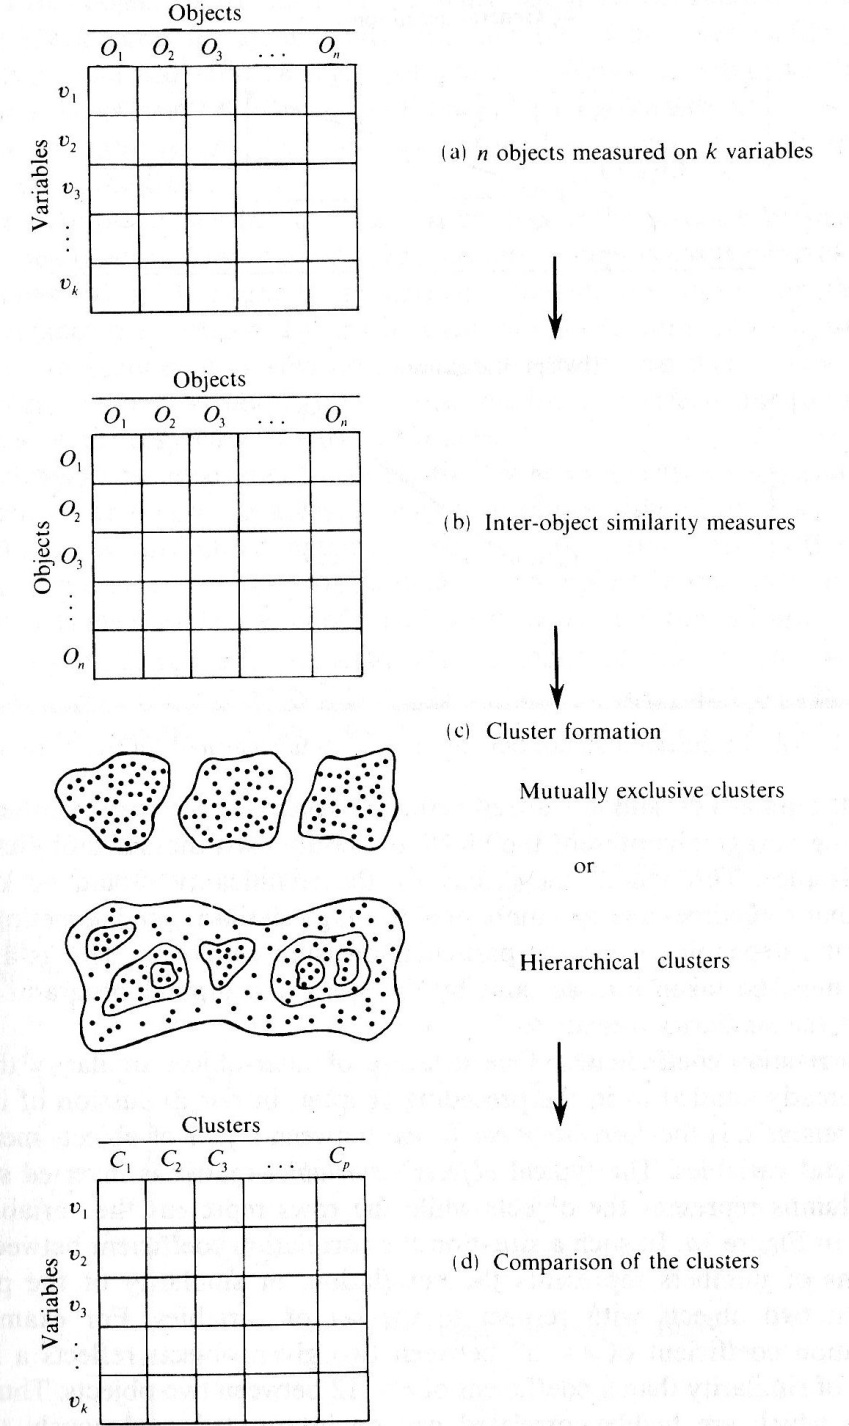 Objects
O1 O2 O3 ... On
Variables
v1
v2
v3
...
vk
(a) n objects measured on k variables
Objects
O1 O2 O3 ... On
Objects
O1
O2
O3
...
On
(b) Inter-object similarity measures
(c) Cluster formation
Mutually exclusive clusters
or
Hierarchical clusters
Clusters
C1 C2 C3 .... Cp
Variables
v1
v2
v3
...
vk
(d) Comparison of the clusters